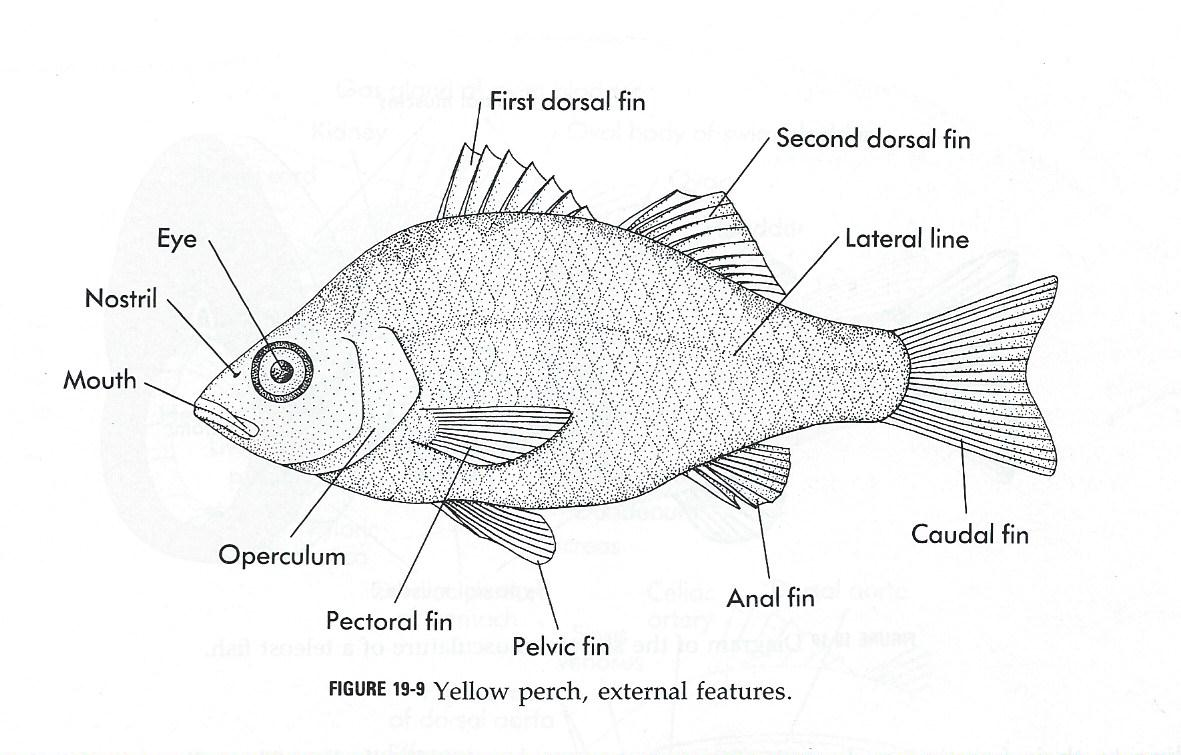 First dorsal fin
Second dorsal fin
Eye
Lateral line
Nostril
Mouth
Operculum
Caudal fin
Anal fin
Pectoral fin
Pelvic fin
FIGURE 19-9 Yellow perch, external features.